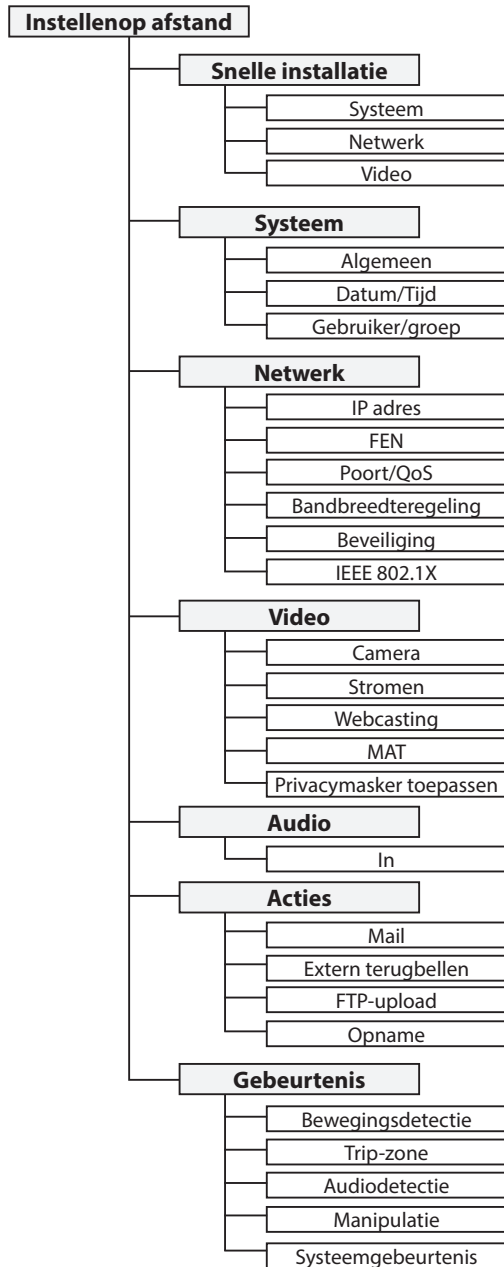 Instellenop afstand
Snelle installatie
Systeem
Netwerk
Video
Systeem
Algemeen
Datum/Tijd
Gebruiker/groep
Netwerk
IP adres
FEN
Poort/QoS
Bandbreedteregeling
Beveiliging
IEEE 802.1X
Video
Camera
Stromen
Webcasting
MAT
Privacymasker toepassen
Audio
In
Acties
Mail
Extern terugbellen
FTP-upload
Opname
Gebeurtenis
Bewegingsdetectie
Trip-zone
Audiodetectie
Manipulatie
Systeemgebeurtenis